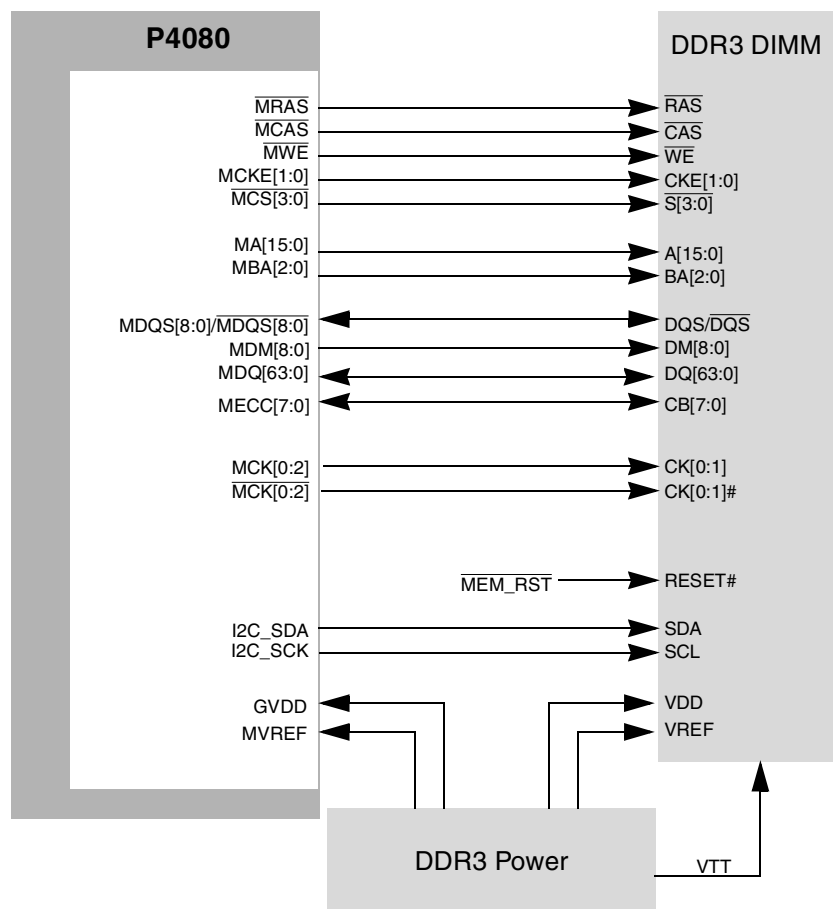 P4080 DDR3 DIMM
MRAS RAS
MCAS CAS
MWE WE
MCKE[1:0] CKE[1:0]
MCS[3:0] S[3:0]
MA[15:0] A[15:0]
MBA[2:0] BA[2:0]
MDQS[8:0]/MDQS[8:0] DQS/DQS
MDM[8:0] DM[8:0]
MDQ[63:0] DQ[63:0]
MECC[7:0] CB[7:0]
MCK[0:2] CK[0:1]
MCK[0:2] CK[0:1]#
MEM_RST RESET#
I2C_SDA SDA
I2C_SCK SCL
GVDD VDD
MVREF VREF
DDR3 Power VTT